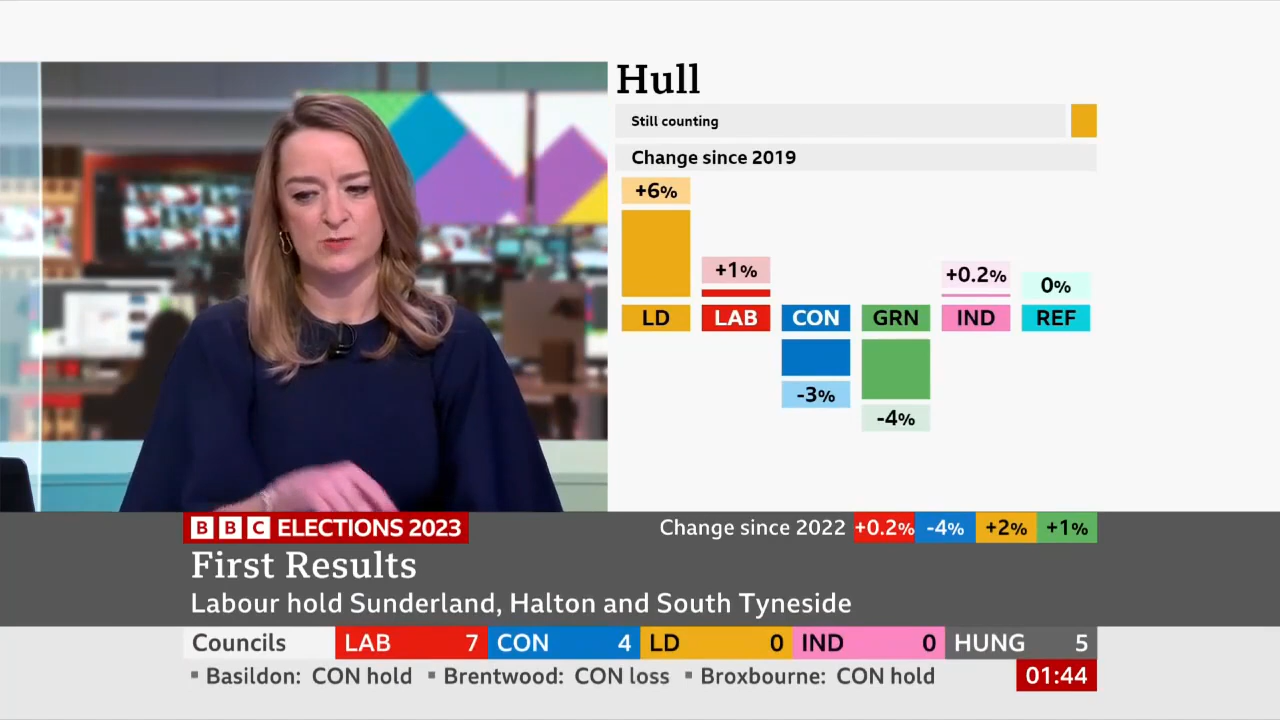 Hull
Still counting
Change since 2019
+6%
+1%
+0.2%
0%
LD LAB CON GRN IND REF
-3%
-4%
BBC ELECTIONS 2023
Change since 2022 +0.2% -4% +2% +1%
First Results
Labour hold Sunderland, Halton and South Tyneside
Councils LAB 7 CON 4 LD 0 IND 0 HUNG 5
▪ Basildon: CON hold ▪ Brentwood: CON loss ▪ Broxbourne: CON hold
01:44